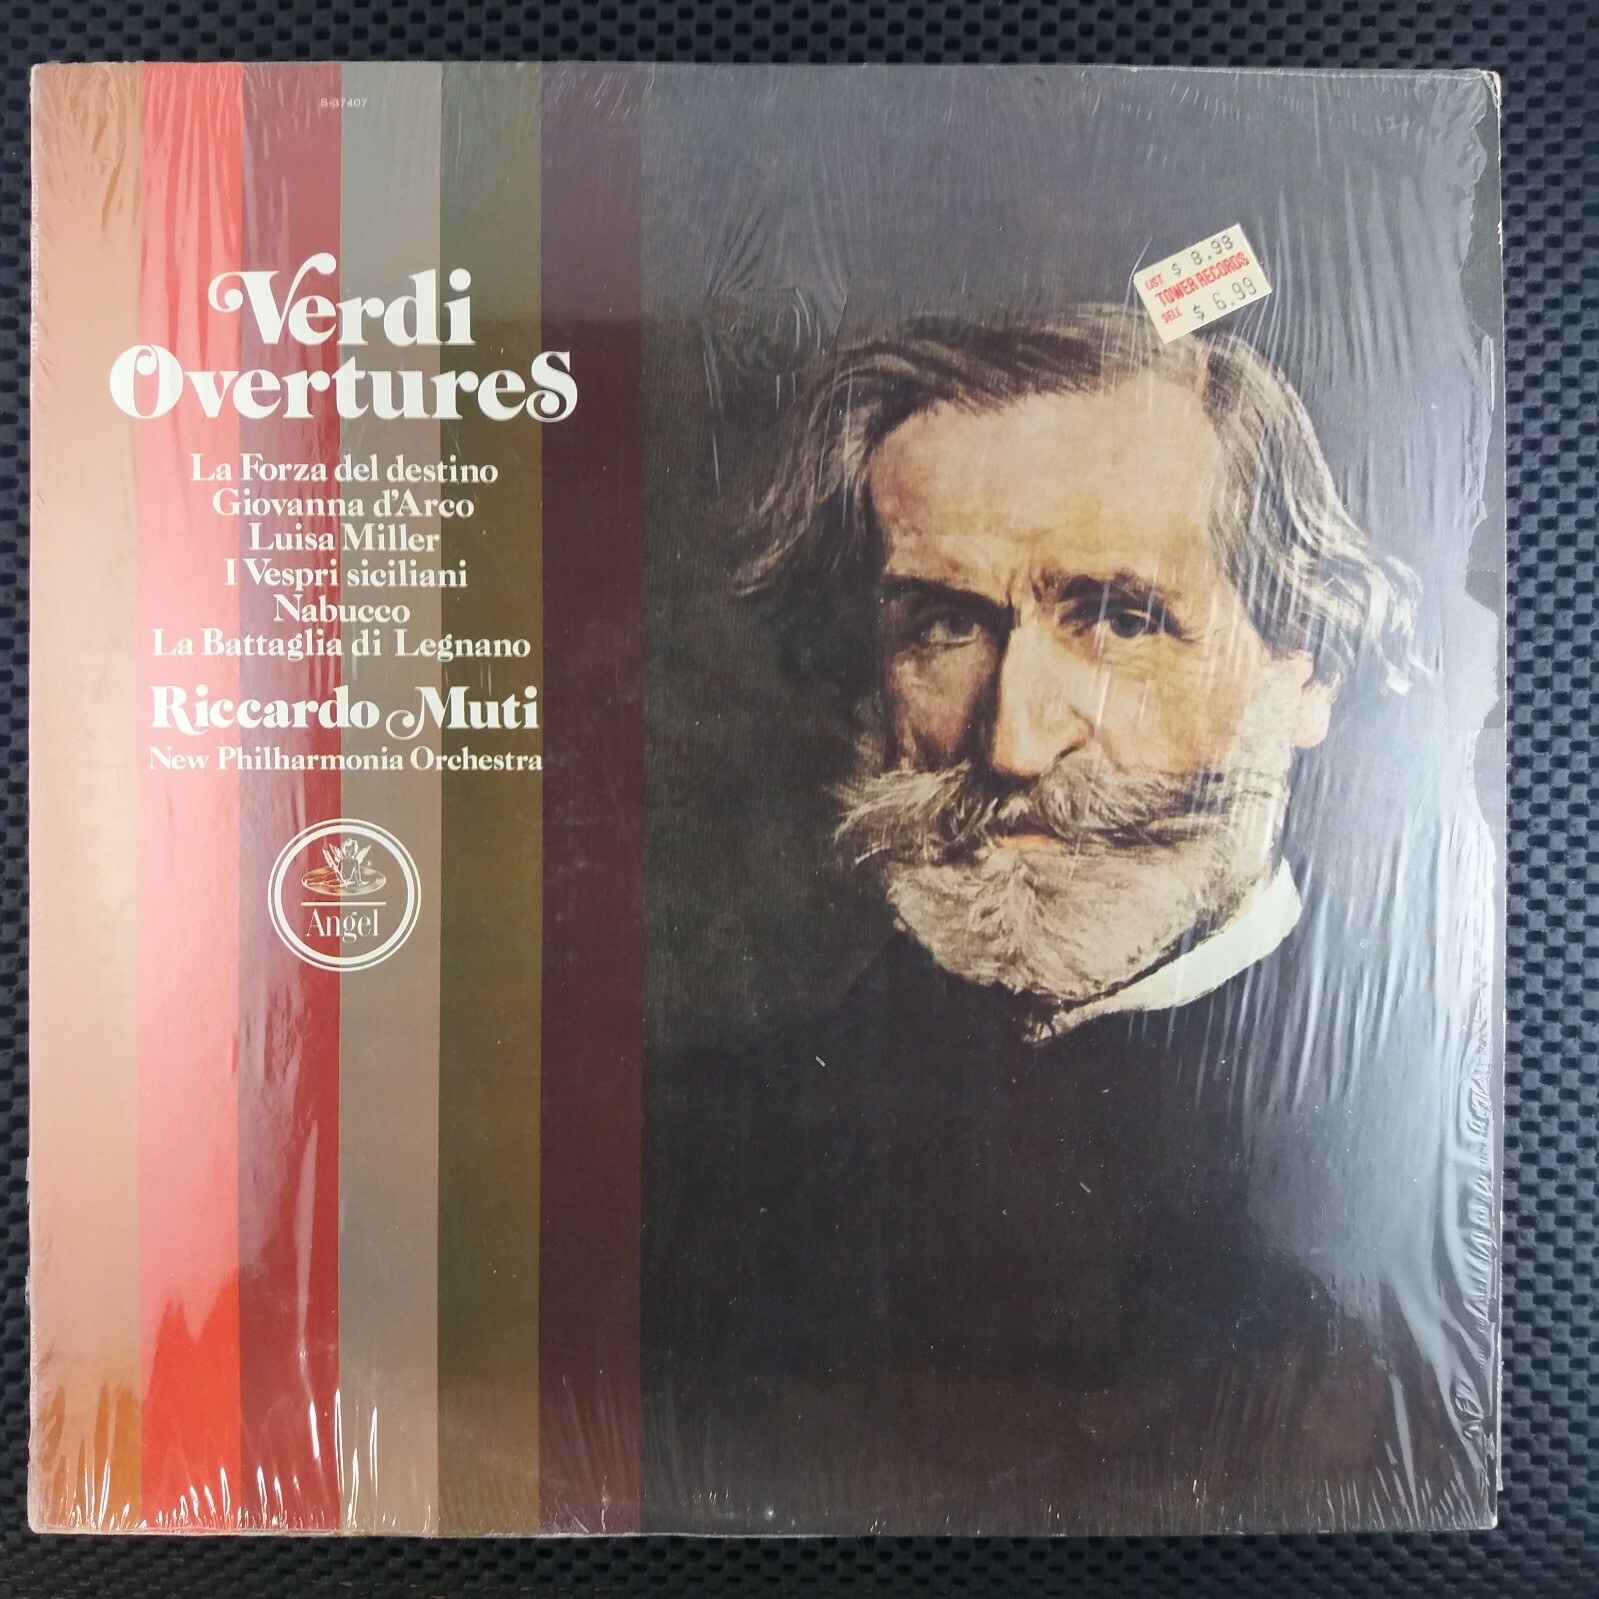 S-37407
Verdi
Overtures
La Forza del destino
Giovanna d'Arco
Luisa Miller
I Vespri siciliani
Nabucco
La Battaglia di Legnano
Riccardo Muti
New Philharmonia Orchestra
Angel
LIST $ 8.98
TOWER RECORDS
SELL $ 6.99